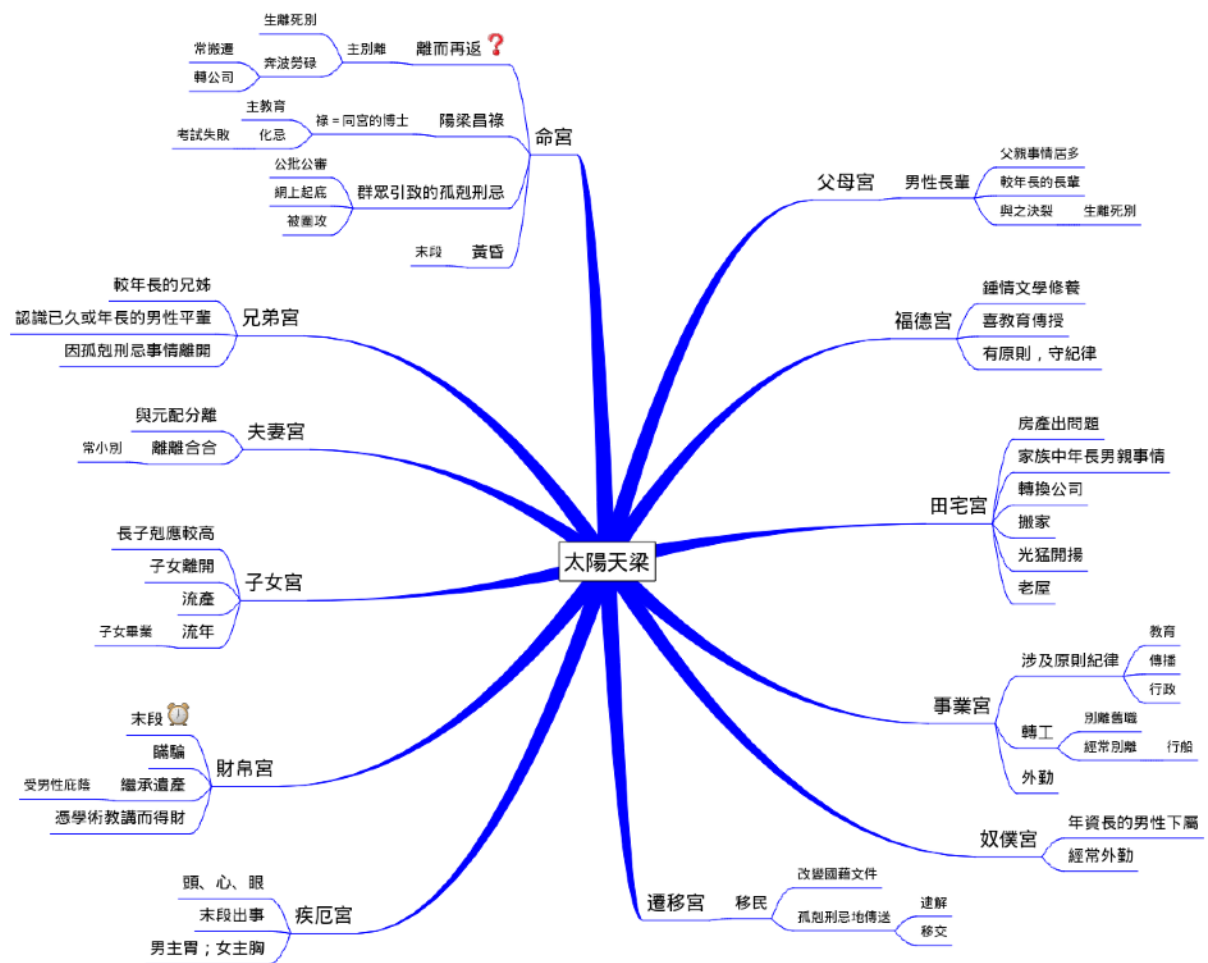 太陽天梁
命宮
離而再返
主別離
生離死別
奔波勞碌
常搬遷
轉公司
陽梁昌祿
祿 = 同宮的博士
主教育
化忌
考試失敗
群眾引致的孤剋刑忌
公批公審
網上起底
被圍攻
黃昏
末段
兄弟宮
較年長的兄姊
認識已久或年長的男性平輩
因孤剋刑忌事情離開
夫妻宮
與元配分離
離離合合
常小別
子女宮
長子剋應較高
子女離開
流產
流年
子女畢業
財帛宮
末段
瞞騙
繼承遺產
受男性庇蔭
憑學術教講而得財
疾厄宮
頭、心、眼
末段出事
男主胃；女主胸
父母宮
男性長輩
父親事情居多
較年長的長輩
與之決裂
生離死別
福德宮
鍾情文學修養
喜教育傳授
有原則，守紀律
田宅宮
房產出問題
家族中年長男親事情
轉換公司
搬家
光猛開揚
老屋
事業宮
涉及原則紀律
教育
傳播
行政
轉工
別離舊職
經常別離
行船
外勤
奴僕宮
年資長的男性下屬
經常外勤
遷移宮
移民
改變國藉文件
孤剋刑忌地傳送
逮解
移交